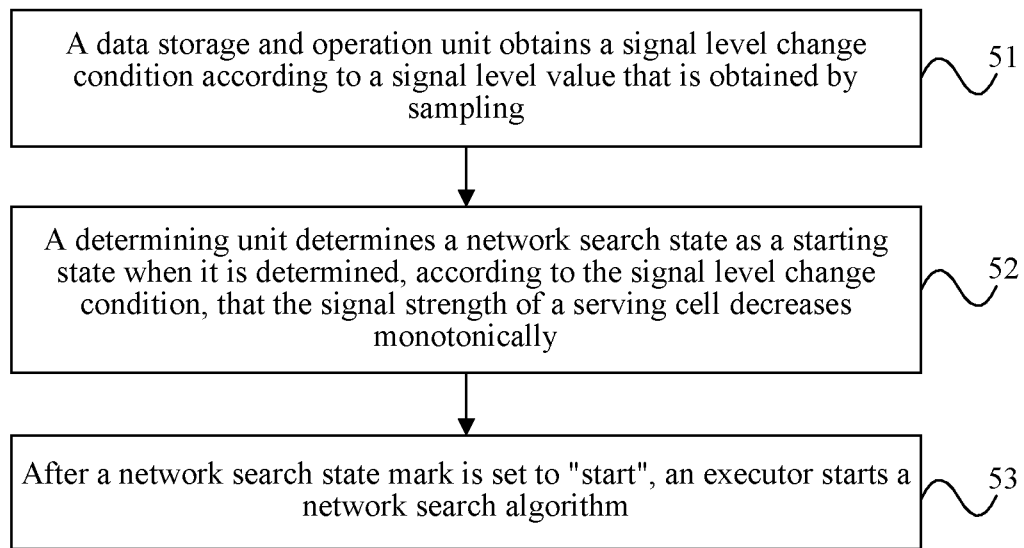 A data storage and operation unit obtains a signal level change
condition according to a signal level value that is obtained by
sampling
51
A determining unit determines a network search state as a starting
state when it is determined, according to the signal level change
condition, that the signal strength of a serving cell decreases
monotonically
52
After a network search state mark is set to "start", an executor starts a
network search algorithm
53